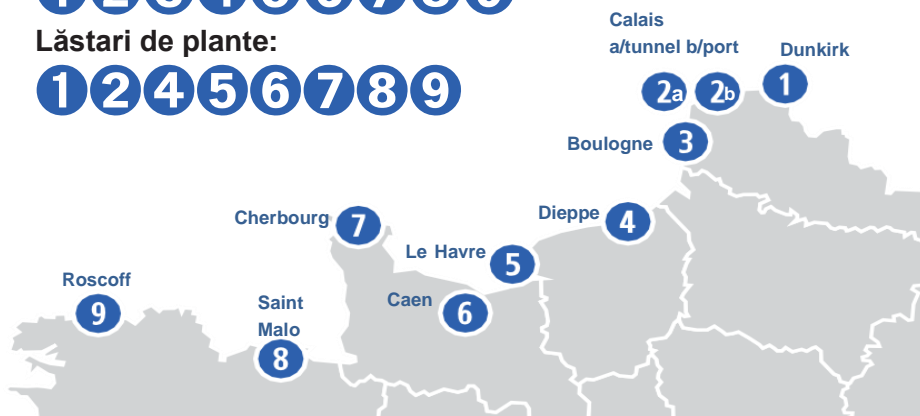 Lăstari de plante:
1 2 4 5 6 7 8 9
Calais
a/tunnel b/port
Dunkirk
2a 2b 1
Boulogne 3
Dieppe 4
Cherbourg 7
Le Havre 5
Roscoff
9
Caen 6
Saint
Malo
8